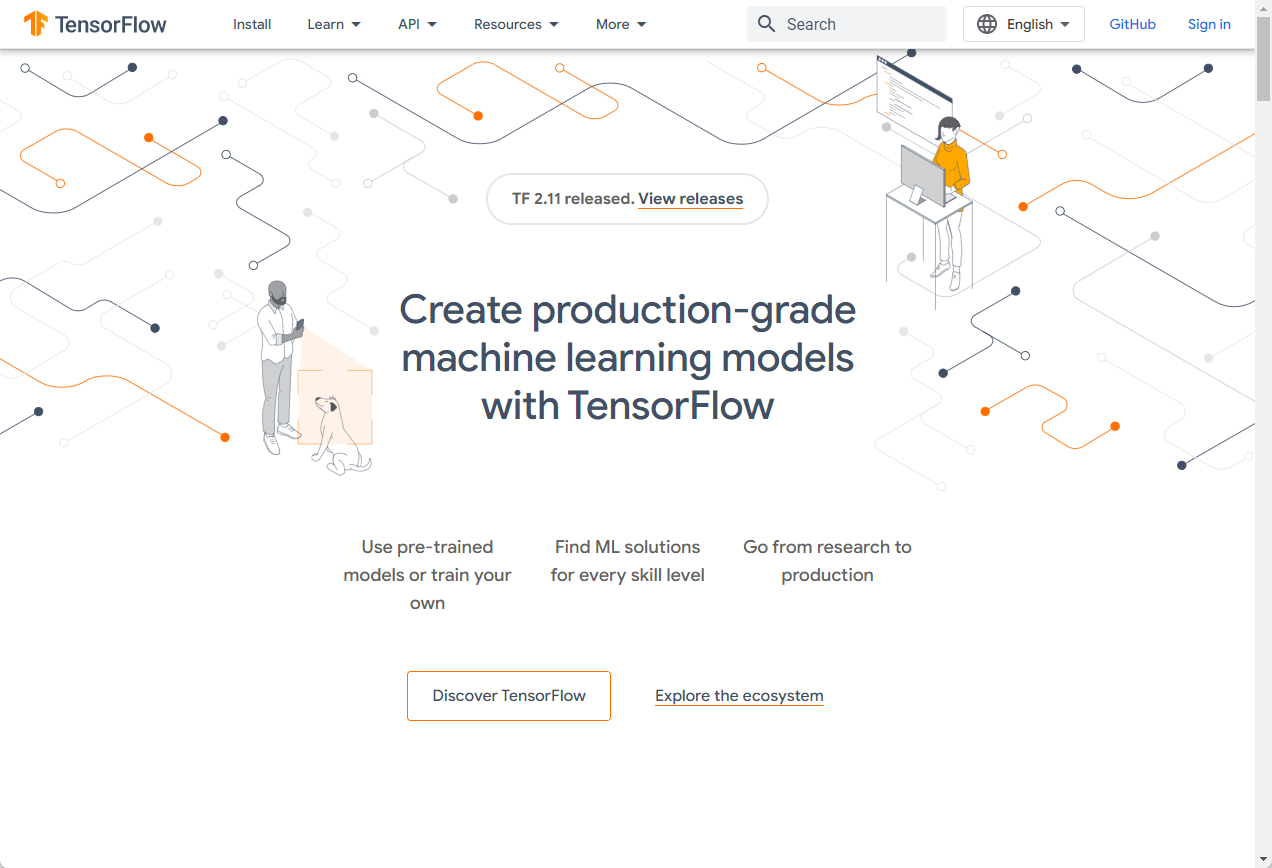 TensorFlow
Install
Learn
API
Resources
More
Search
English
GitHub
Sign in
TF 2.11 released. View releases
Create production-grade
machine learning models
with TensorFlow
Use pre-trained
models or train your
own
Find ML solutions
for every skill level
Go from research to
production
Discover TensorFlow
Explore the ecosystem